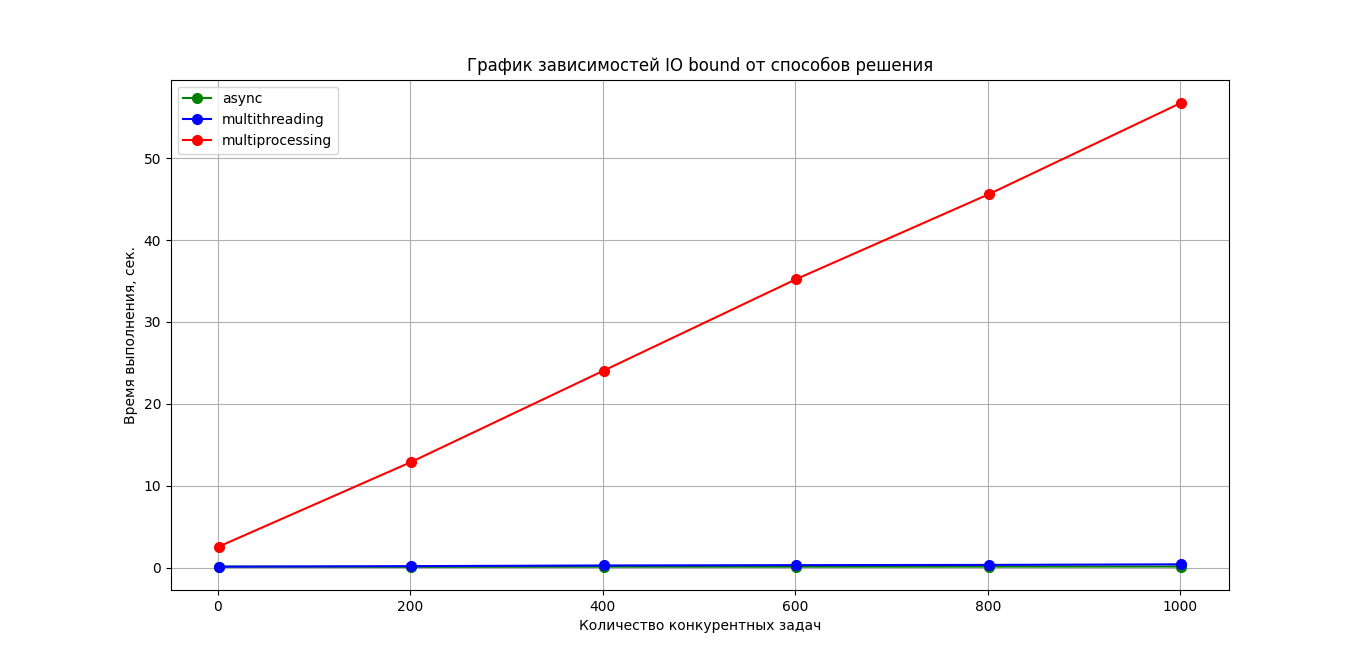 График зависимостей IO bound от способов решения
async
multithreading
multiprocessing
Время выполнения, сек.
50
40
30
20
10
0
0 200 400 600 800 1000
Количество конкурентных задач